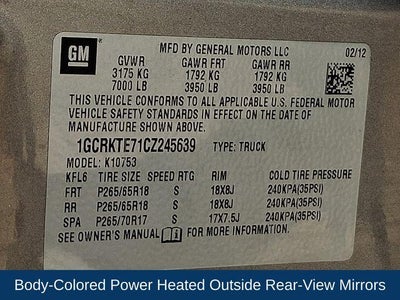 GM
MFD BY GENERAL MOTORS LLC
02/12
GVWR GAWR FRT GAWR RR
3175 KG 1792 KG 1792 KG
7000 LB 3950 LB 3950 LB
THIS VEHICLE CONFORMS TO ALL APPLICABLE U.S. FEDERAL MOTOR
VEHICLE SAFETY STANDARDS IN EFFECT ON THE DATE OF
MANUFACTURE SHOWN ABOVE.
1GCRKTE71CZ245639 TYPE: TRUCK
MODEL: K10753
KFL6 TIRE SIZE SPEED RTG RIM COLD TIRE PRESSURE
FRT P265/65R18 S 18X8J 240KPA(35PSI)
RR P265/65R18 S 18X8J 240KPA(35PSI)
SPA P265/70R17 S 17X7.5J 240KPA(35PSI)
SEE OWNER'S MANUAL FOR ADDITIONAL INFORMATION.
Body-Colored Power Heated Outside Rear-View Mirrors